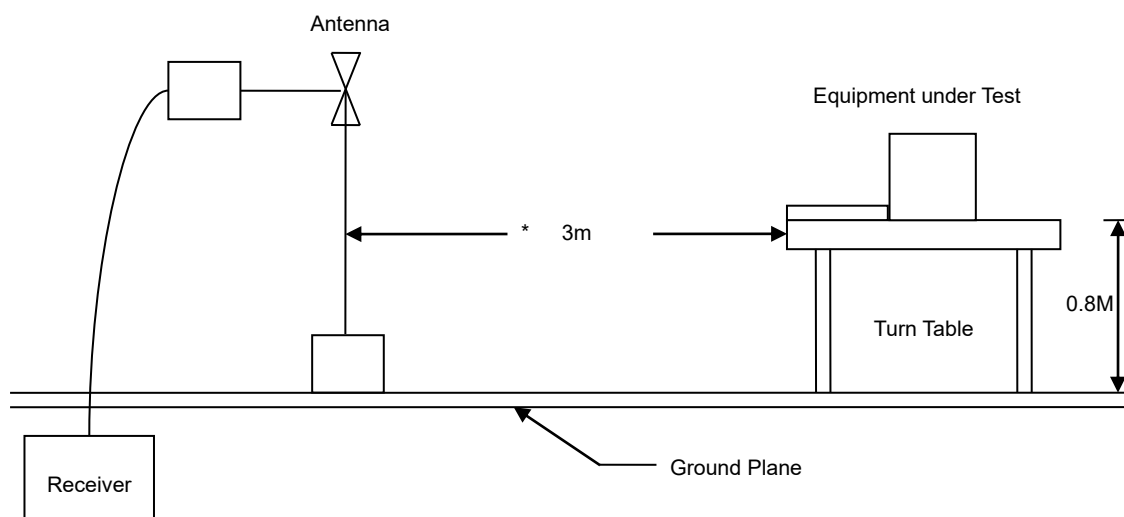 Antenna
Equipment under Test
* 3m
0.8M
Turn Table
Ground Plane
Receiver